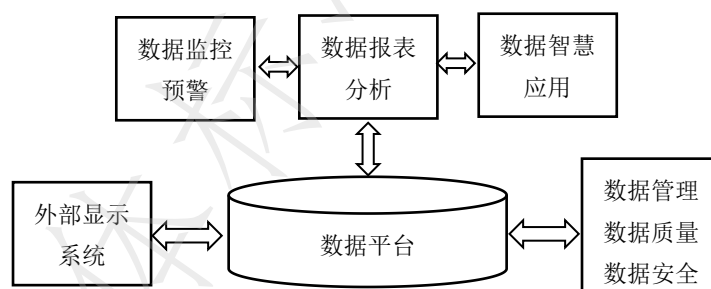 数据监控
预警
数据报表
分析
数据智慧
应用
外部显示
系统
数据平台
数据管理
数据质量
数据安全